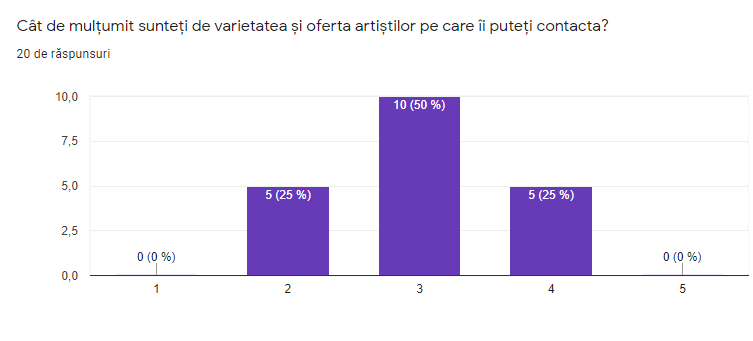 Cât de mulțumit sunteți de varietatea și oferta artiștilor pe care îi puteți contacta?
20 de răspunsuri
10,0
7,5
5,0
2,5
0,0
0 (0 %)
5 (25 %)
10 (50 %)
5 (25 %)
0 (0 %)
1 2 3 4 5